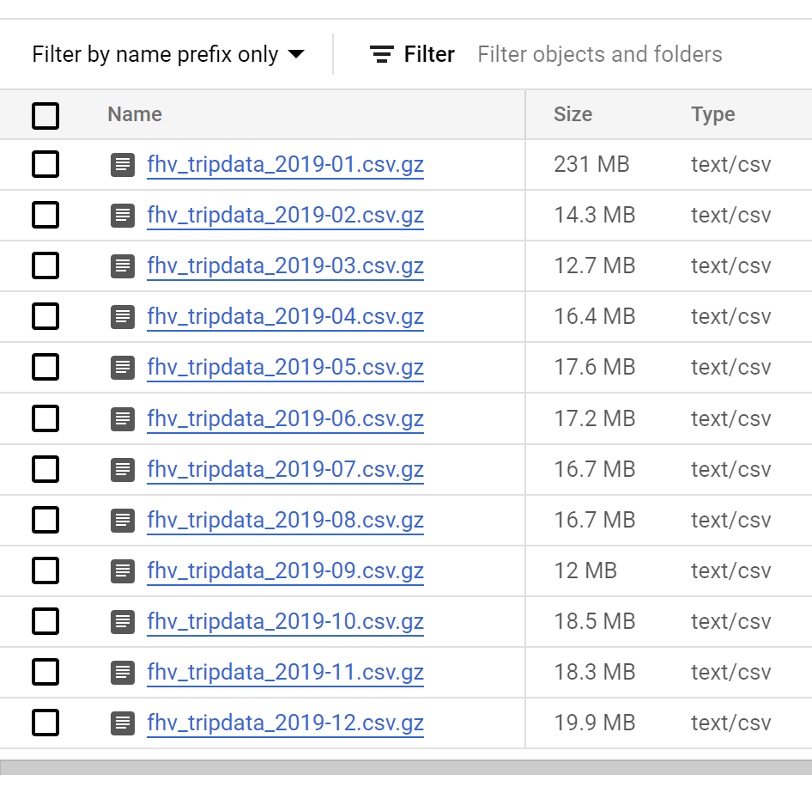 Filter by name prefix only Filter Filter objects and folders
Name Size Type
fhv_tripdata_2019-01.csv.gz 231 MB text/csv
fhv_tripdata_2019-02.csv.gz 14.3 MB text/csv
fhv_tripdata_2019-03.csv.gz 12.7 MB text/csv
fhv_tripdata_2019-04.csv.gz 16.4 MB text/csv
fhv_tripdata_2019-05.csv.gz 17.6 MB text/csv
fhv_tripdata_2019-06.csv.gz 17.2 MB text/csv
fhv_tripdata_2019-07.csv.gz 16.7 MB text/csv
fhv_tripdata_2019-08.csv.gz 16.7 MB text/csv
fhv_tripdata_2019-09.csv.gz 12 MB text/csv
fhv_tripdata_2019-10.csv.gz 18.5 MB text/csv
fhv_tripdata_2019-11.csv.gz 18.3 MB text/csv
fhv_tripdata_2019-12.csv.gz 19.9 MB text/csv